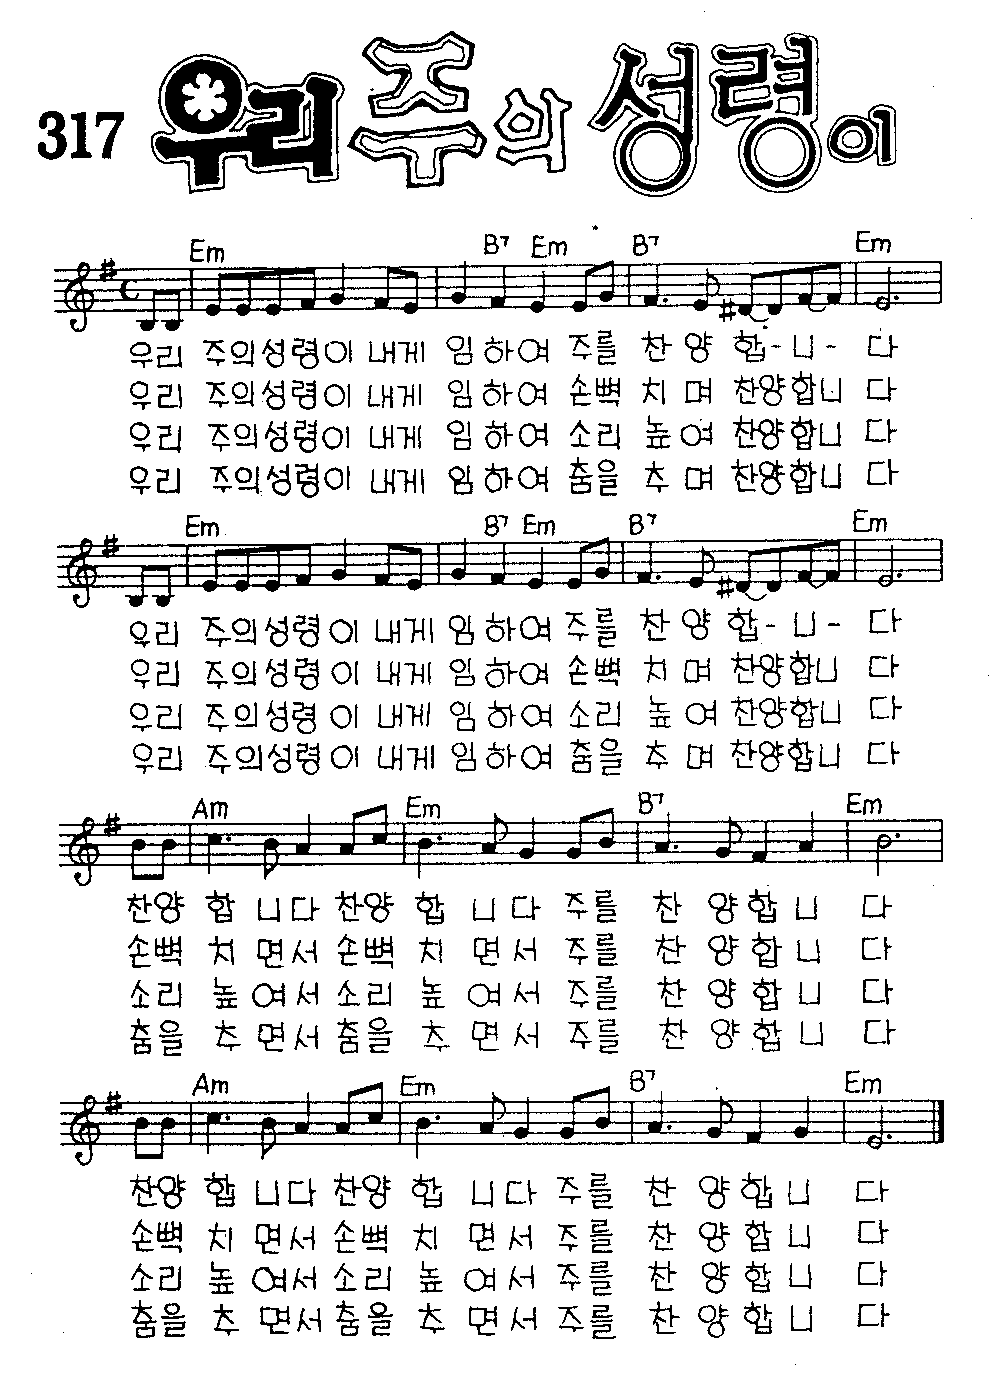 317 우리 주의 성령이
Em B7 Em B7 Em
우리 주의성령이 내게 임하여 주를 찬 양 합-니-다
우리 주의성령이 내게 임하여 손뼉 치며 찬양합니 다
우리 주의성령이 내게 임하여 소리 높여 찬양합니 다
우리 주의성령이 내게 임하여 춤을 추며 찬양합니 다
Em B7 Em B7 Em
우리 주의성령이 내게 임하여 주를 찬 양 합-니-다
우리 주의성령이 내게 임하여 손뼉 치며 찬양합니 다
우리 주의성령이 내게 임하여 소리 높여 찬양합니 다
우리 주의성령이 내게 임하여 춤을 추며 찬양합니 다
Am Em B7 Em
찬양 합 니다 찬양 합 니다 주를 찬 양합니 다
손뼉 치 면서 손뼉 치 면서 주를 찬 양합니 다
소리 높 여서 소리 높 여서 주를 찬 양합니 다
춤을 추 면서 춤을 추 면서 주를 찬 양합니 다
Am Em B7 Em
찬양 합 니다 찬양 합 니다 주를 찬 양합니 다
손뼉 치 면서 손뼉 치 면서 주를 찬 양합니 다
소리 높 여서 소리 높 여서 주를 찬 양합니 다
춤을 추 면서 춤을 추 면서 주를 찬 양합니 다